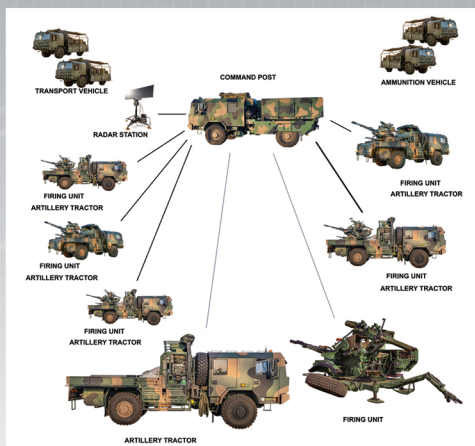 COMMAND POST
TRANSPORT VEHICLE
AMMUNITION VEHICLE
RADAR STATION
FIRING UNIT
ARTILLERY TRACTOR
FIRING UNIT
ARTILLERY TRACTOR
FIRING UNIT
ARTILLERY TRACTOR
FIRING UNIT
ARTILLERY TRACTOR
FIRING UNIT
ARTILLERY TRACTOR
ARTILLERY TRACTOR
FIRING UNIT